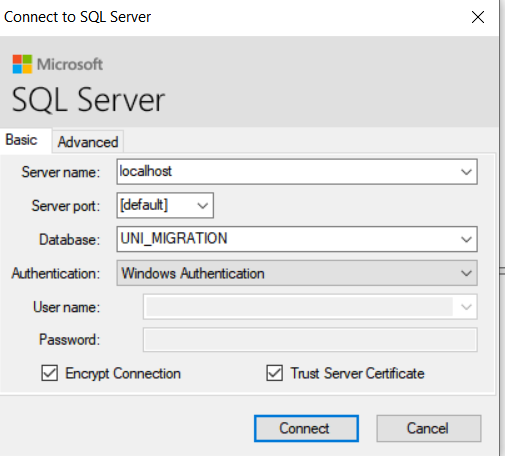 Connect to SQL Server
Microsoft
SQL Server
Basic Advanced
Server name: localhost
Server port: [default]
Database: UNI_MIGRATION
Authentication: Windows Authentication
User name:
Password:
Encrypt Connection Trust Server Certificate
Connect Cancel